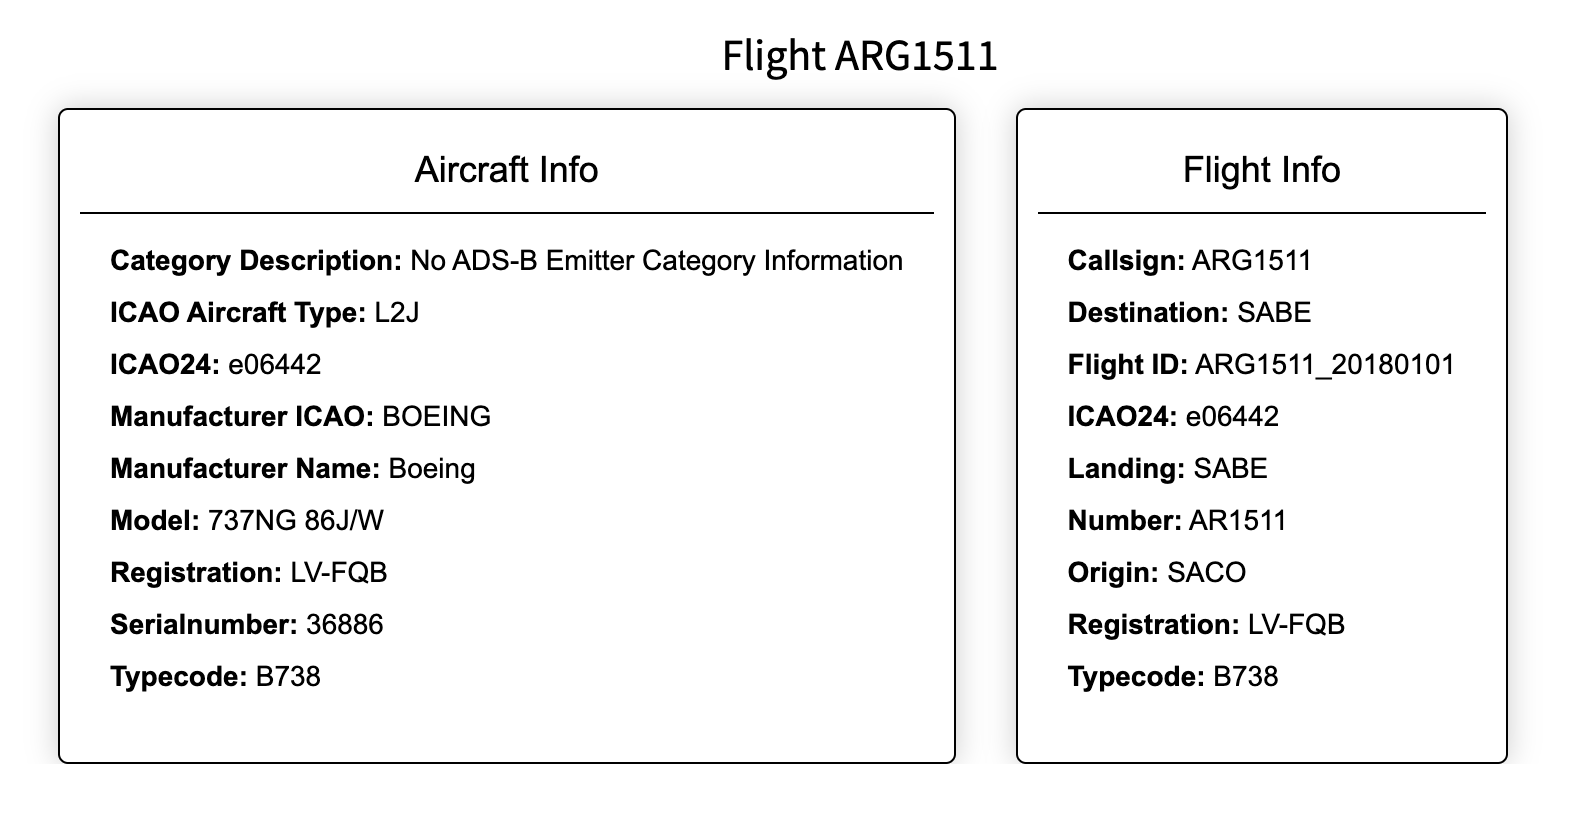 Flight ARG1511
Aircraft Info
Category Description: No ADS-B Emitter Category Information
ICAO Aircraft Type: L2J
ICAO24: e06442
Manufacturer ICAO: BOEING
Manufacturer Name: Boeing
Model: 737NG 86J/W
Registration: LV-FQB
Serialnumber: 36886
Typecode: B738
Flight Info
Callsign: ARG1511
Destination: SABE
Flight ID: ARG1511_20180101
ICAO24: e06442
Landing: SABE
Number: AR1511
Origin: SACO
Registration: LV-FQB
Typecode: B738